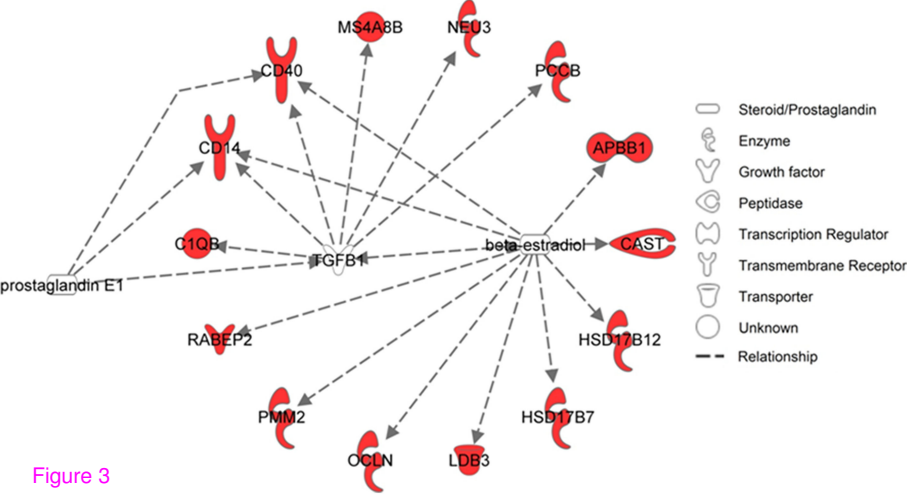 MS4A8B
NEU3
CD40
PCCB
CD14
APBB1
C1QB
TGFB1
beta-estradiol
CAST
prostaglandin E1
RABEP2
HSD17B12
PMM2
HSD17B7
OCLN
LDB3
Steroid/Prostaglandin
Enzyme
Growth factor
Peptidase
Transcription Regulator
Transmembrane Receptor
Transporter
Unknown
Relationship
Figure 3